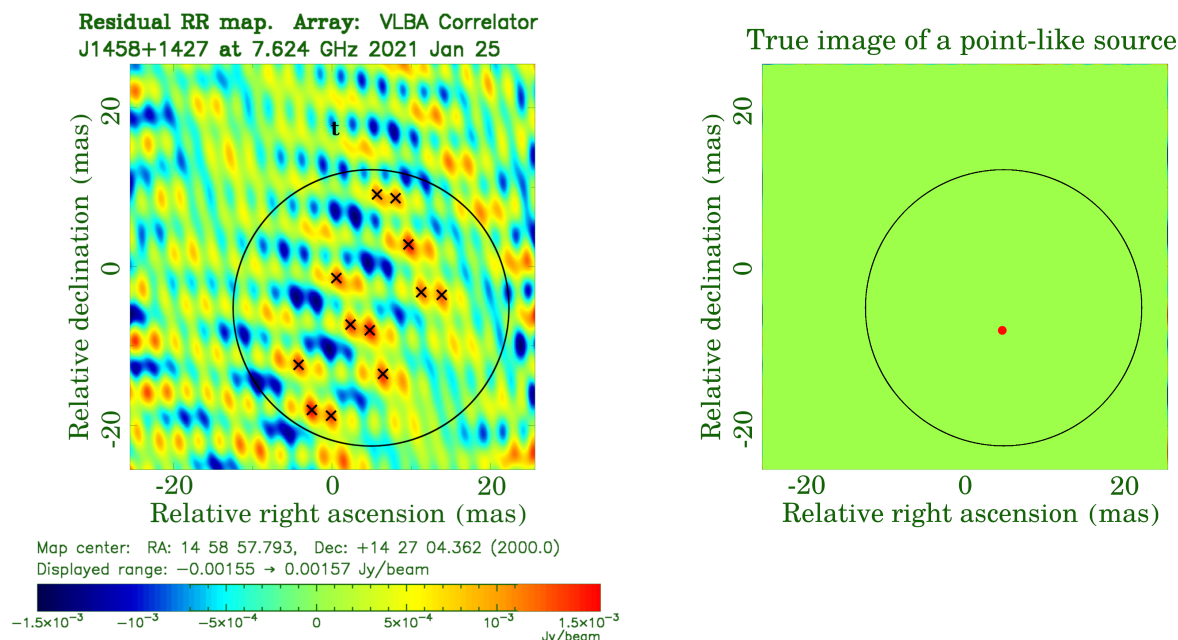 Residual RR map. Array: VLBA Correlator
J1458+1427 at 7.624 GHz 2021 Jan 25
t
20
0
-20
Relative declination (mas)
-20 0 20
Relative right ascension (mas)
Map center: RA: 14 58 57.793, Dec: +14 27 04.362 (2000.0)
Displayed range: −0.00155 → 0.00157 Jy/beam
−1.5×10⁻³ −10⁻³ −5×10⁻⁴ 0 5×10⁻⁴ 10⁻³ 1.5×10⁻³
Jy/beam
True image of a point-like source
20
0
-20
Relative declination (mas)
-20 0 20
Relative right ascension (mas)